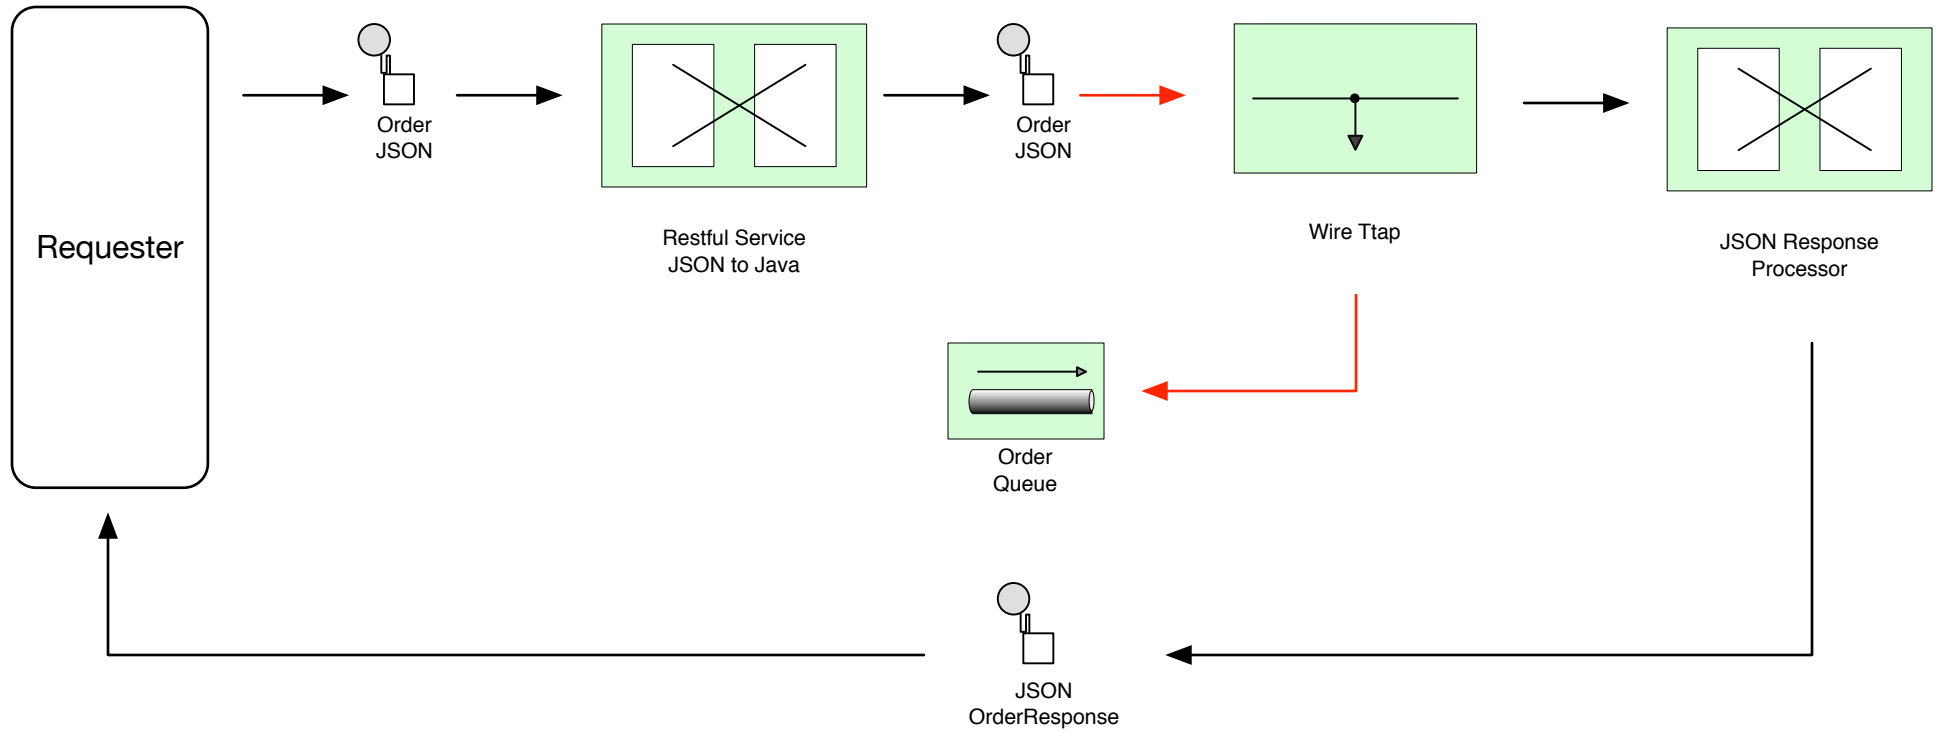 Requester
Order
JSON
Restful Service
JSON to Java
Order
JSON
Wire Ttap
JSON Response
Processor
Order
Queue
JSON
OrderResponse